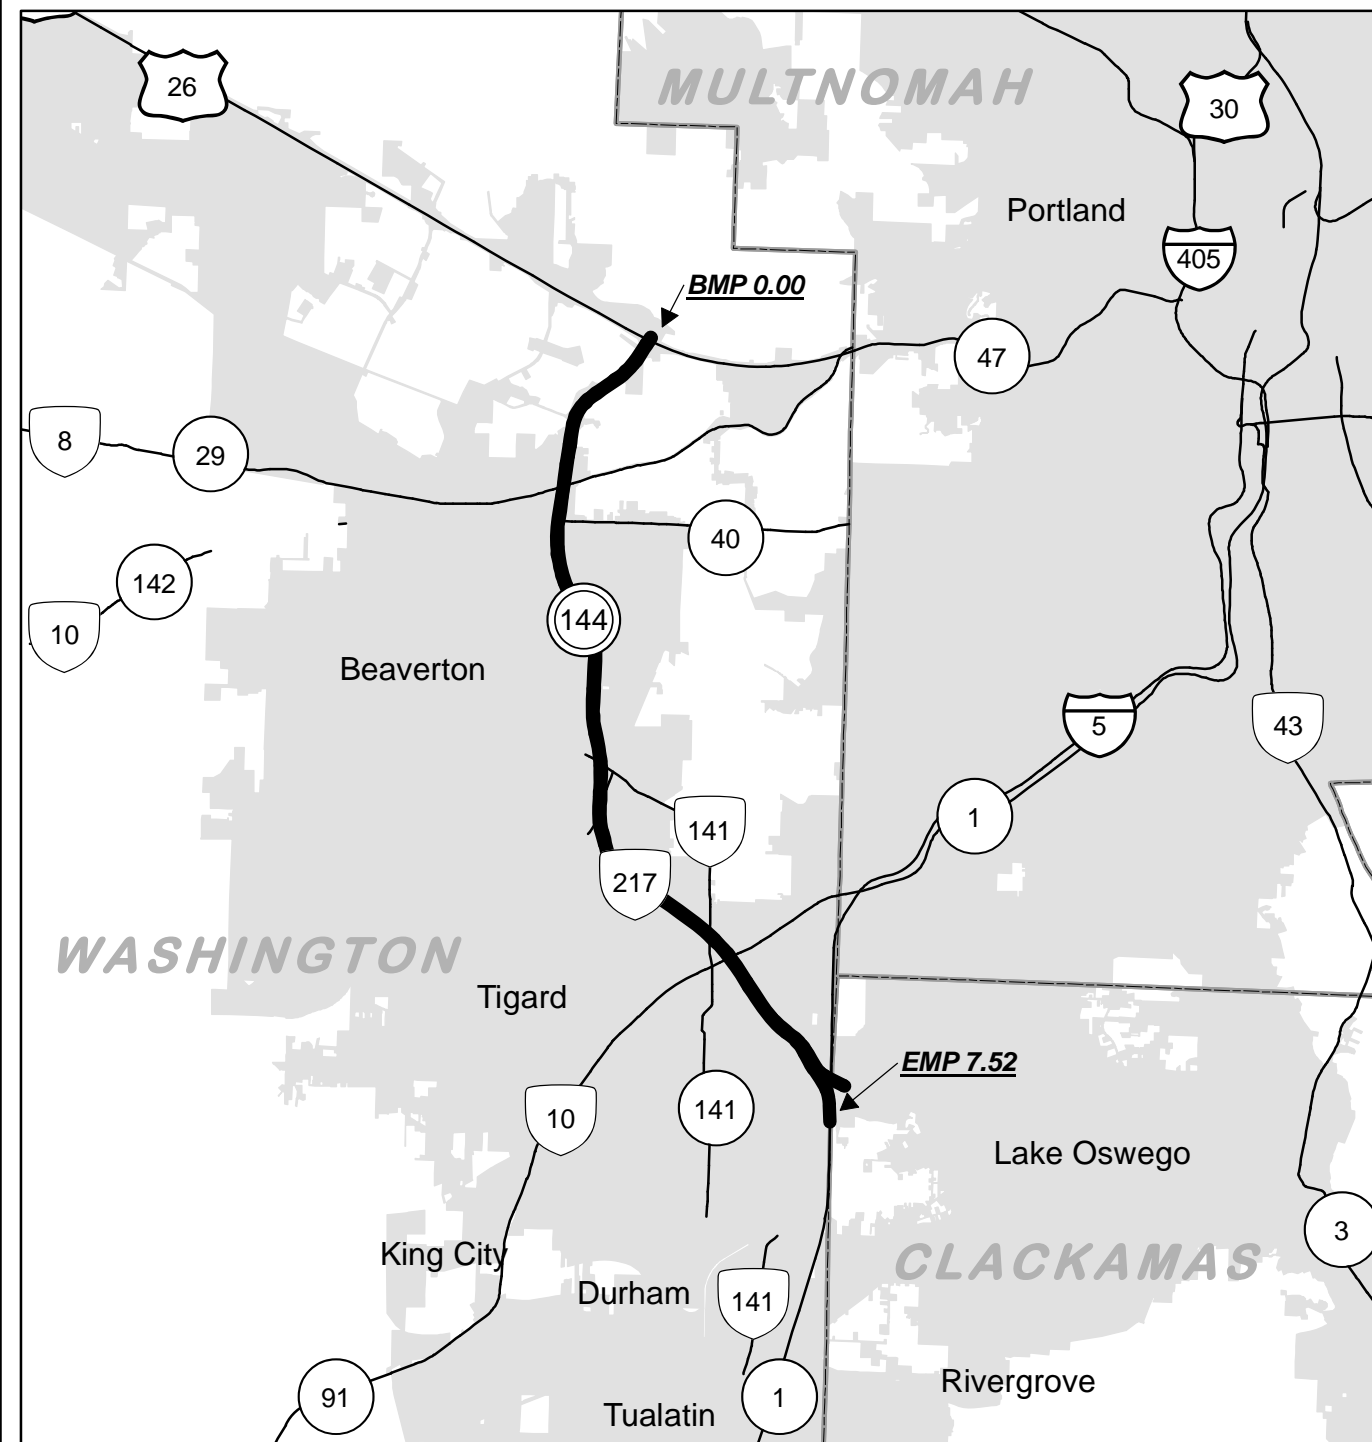 MULTNOMAH
26
30
Portland
405
BMP 0.00
47
8
29
40
142
10
144
Beaverton
5
43
1
141
217
WASHINGTON
Tigard
EMP 7.52
10
141
Lake Oswego
3
King City
CLACKAMAS
Durham
141
Rivergrove
91
1
Tualatin